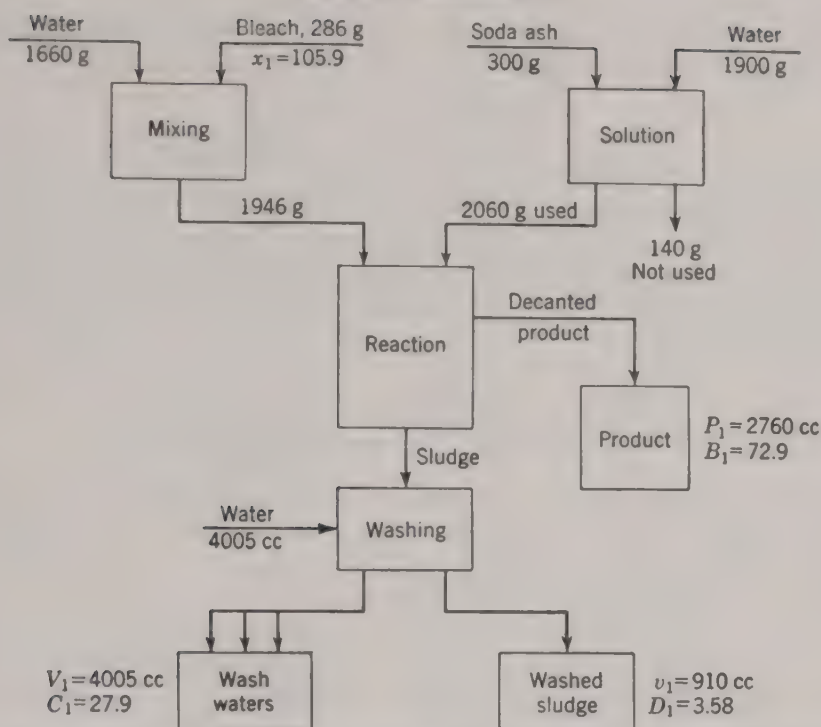 Water
1660 g
Bleach, 286 g
x₁=105.9
Soda ash
300 g
Water
1900 g
Mixing
Solution
1946 g
2060 g used
140 g
Not used
Reaction
Decanted
product
Product
P₁=2760 cc
B₁=72.9
Sludge
Water
4005 cc
Washing
V₁=4005 cc
C₁=27.9
Wash
waters
Washed
sludge
v₁=910 cc
D₁=3.58